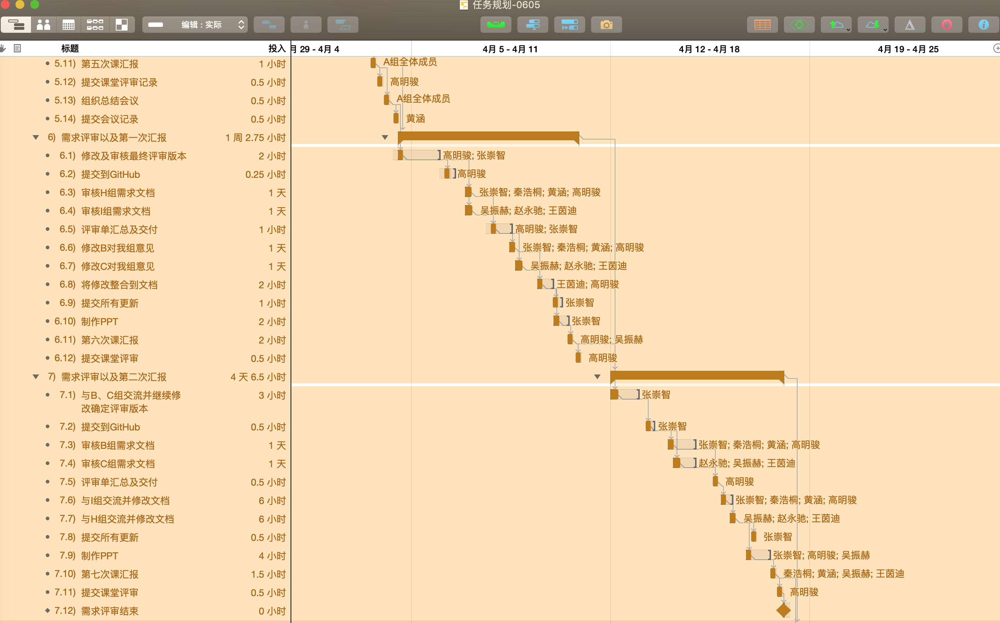 任务规划-0605
编辑：实际
标题 投入 月 29 - 4月 4 4月 5 - 4月 11 4月 12 - 4月 18 4月 19 - 4月 25
5.11) 第五次课汇报 1 小时 A组全体成员
5.12) 提交课堂评审记录 0.5 小时 高明骏
5.13) 组织总结会议 0.5 小时 A组全体成员
5.14) 提交会议记录 0.5 小时 黄涵
6) 需求评审以及第一次汇报 1 周 2.75 小时
6.1) 修改及审核最终评审版本 2 小时 高明骏; 张崇智
6.2) 提交到GitHub 0.25 小时 高明骏
6.3) 审核H组需求文档 1 天 张崇智; 秦浩桐; 黄涵; 高明骏
6.4) 审核I组需求文档 1 天 吴振赫; 赵永驰; 王茵迪
6.5) 评审单汇总及交付 1 小时 高明骏; 张崇智
6.6) 修改B对我组意见 1 天 张崇智; 秦浩桐; 黄涵; 高明骏
6.7) 修改C对我组意见 1 天 吴振赫; 赵永驰; 王茵迪
6.8) 将修改整合到文档 2 小时 王茵迪; 高明骏
6.9) 提交所有更新 1 小时 张崇智
6.10) 制作PPT 2 小时 张崇智
6.11) 第六次课汇报 2 小时 高明骏; 吴振赫
6.12) 提交课堂评审 0.5 小时 高明骏
7) 需求评审以及第二次汇报 4 天 6.5 小时
7.1) 与B、C组交流并继续修 3 小时 张崇智
改确定评审版本
7.2) 提交到GitHub 0.5 小时 张崇智
7.3) 审核B组需求文档 1 天 张崇智; 秦浩桐; 黄涵; 高明骏
7.4) 审核C组需求文档 1 天 赵永驰; 吴振赫; 王茵迪
7.5) 评审单汇总及交付 0.5 小时 高明骏
7.6) 与I组交流并修改文档 6 小时 张崇智; 秦浩桐; 黄涵; 高明骏
7.7) 与H组交流并修改文档 6 小时 吴振赫; 赵永驰; 王茵迪
7.8) 提交所有更新 0.5 小时 张崇智
7.9) 制作PPT 4 小时 张崇智; 高明骏; 吴振赫
7.10) 第七次课汇报 1.5 小时 秦浩桐; 黄涵; 吴振赫; 王茵迪
7.11) 提交课堂评审 0.5 小时 高明骏
7.12) 需求评审结束 0 小时